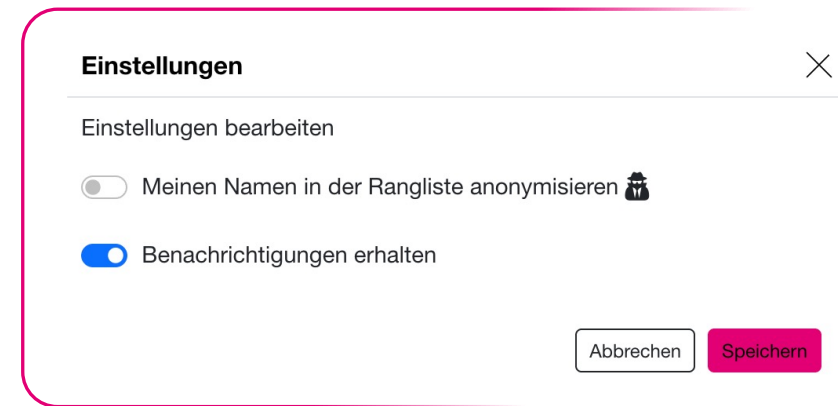 Einstellungen
Einstellungen bearbeiten
Meinen Namen in der Rangliste anonymisieren
Benachrichtigungen erhalten
Abbrechen Speichern